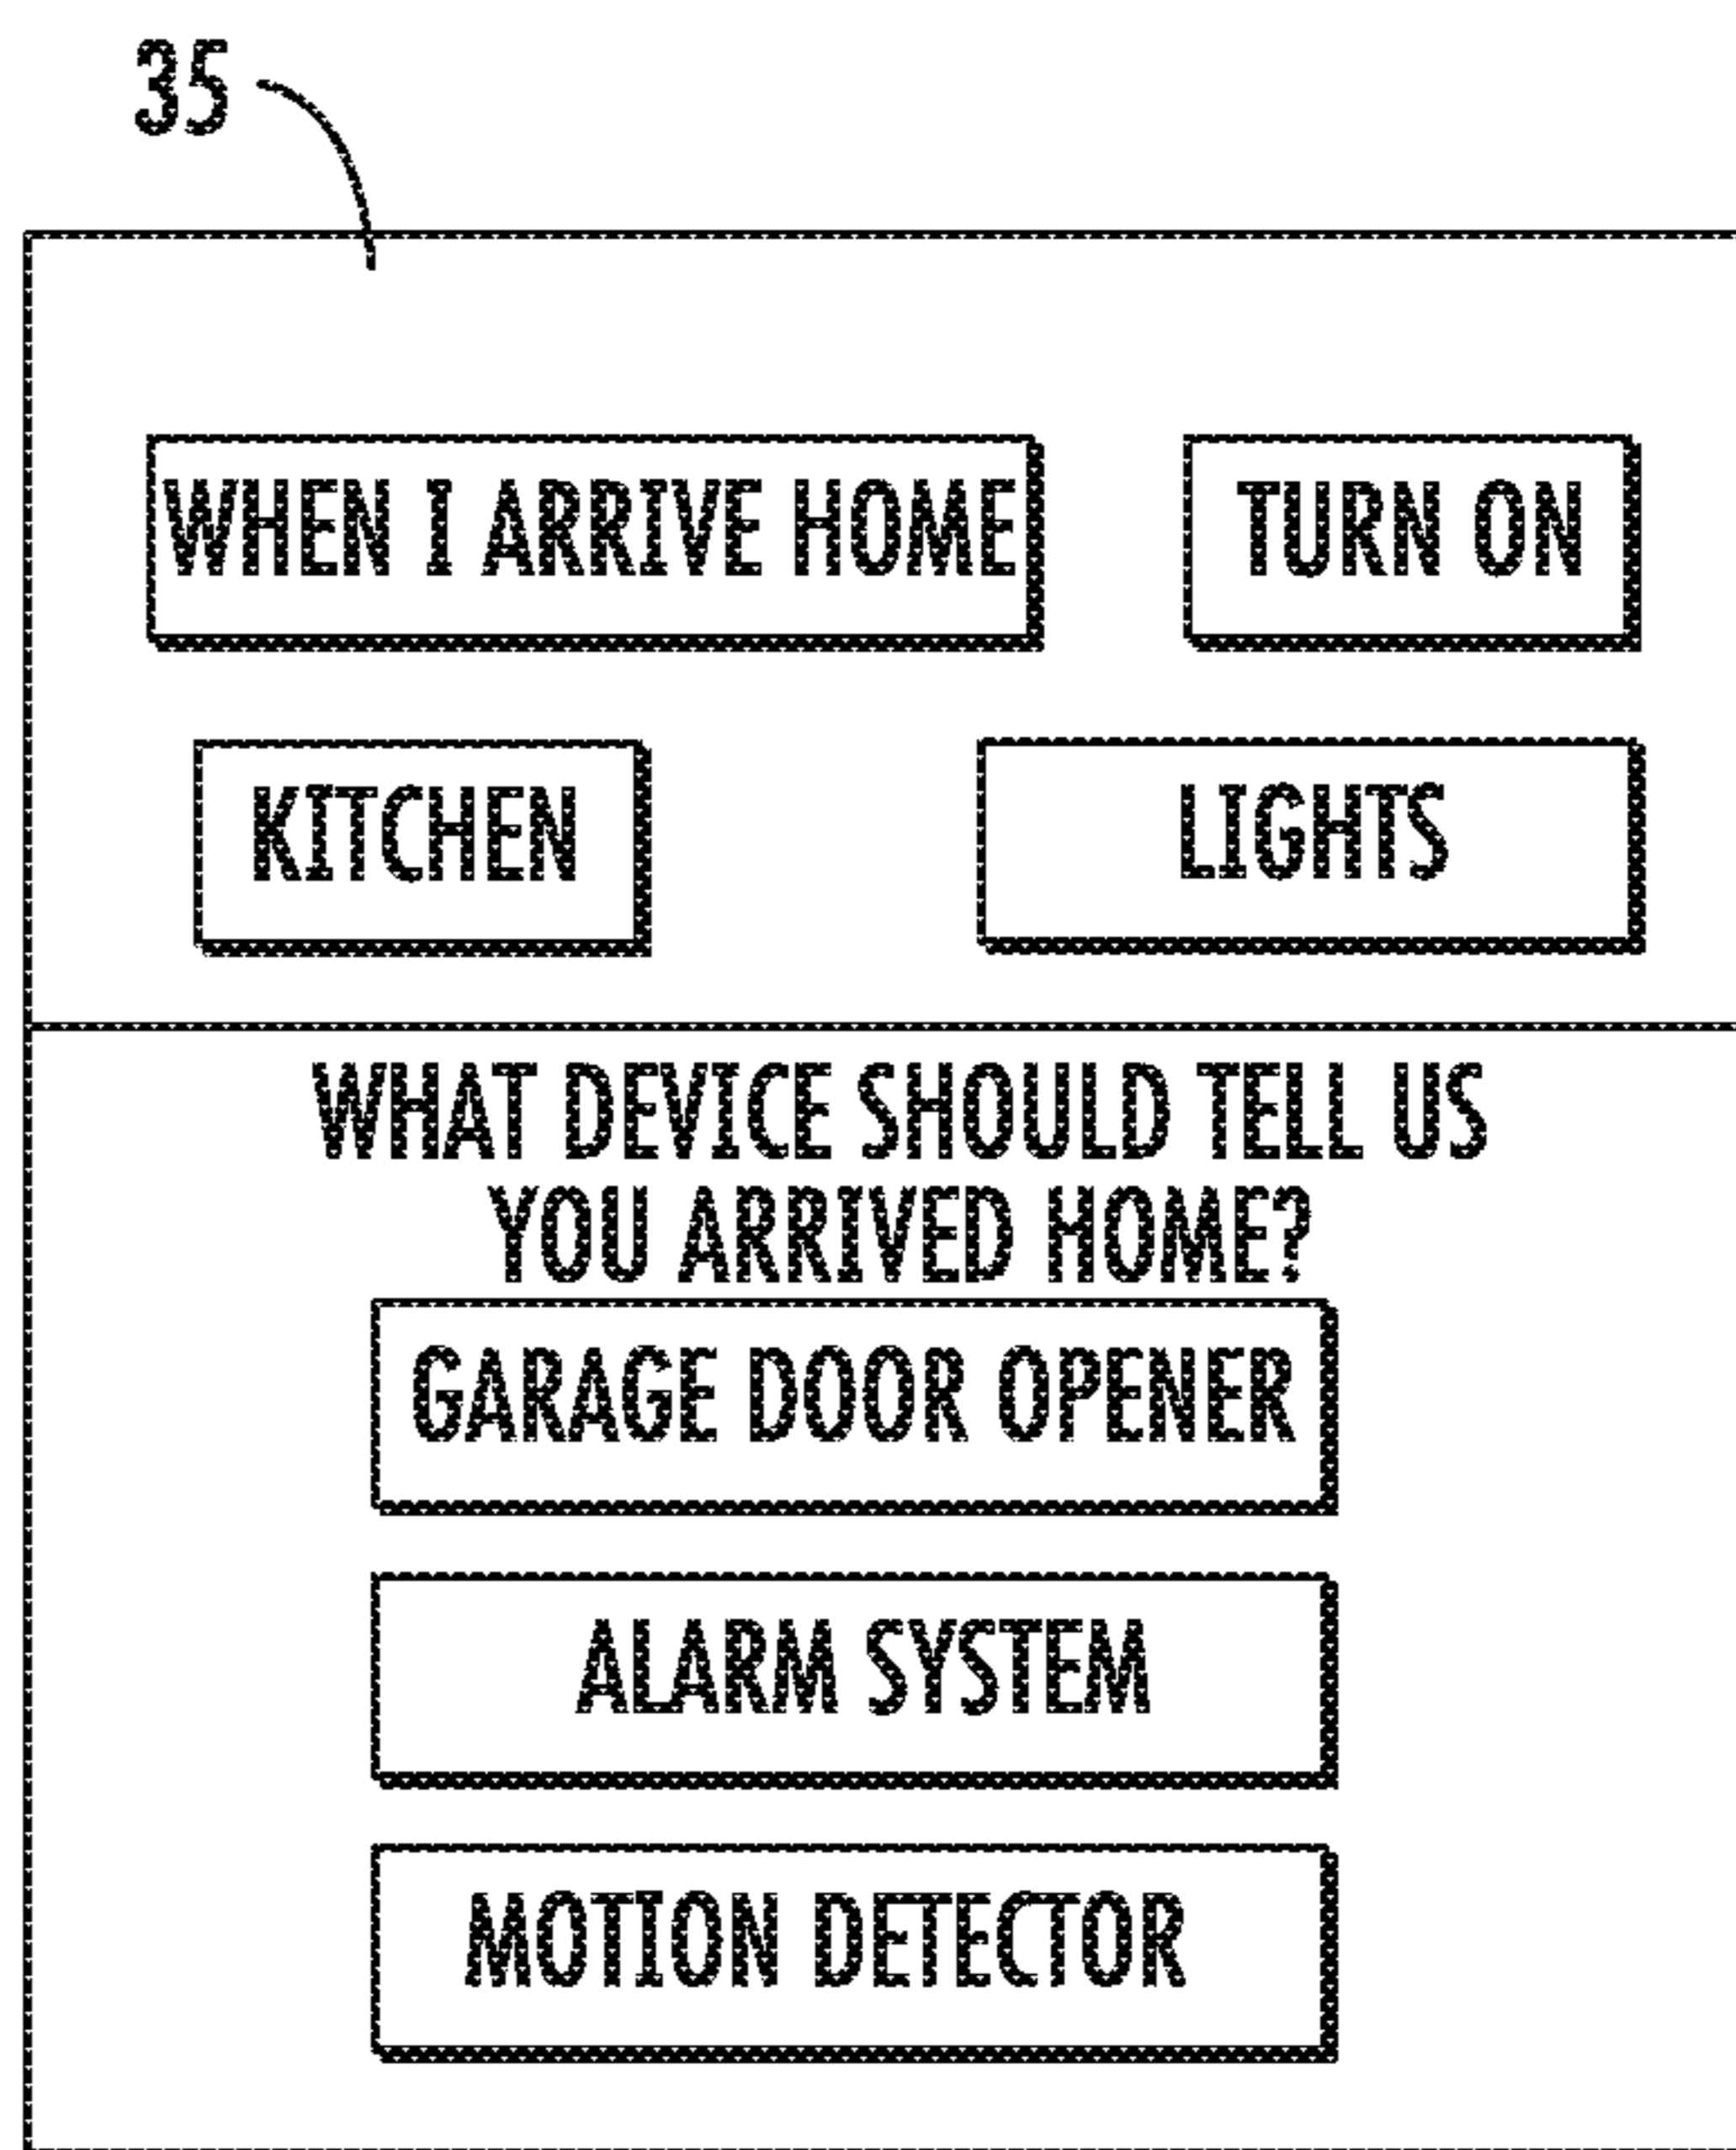 35
WHEN I ARRIVE HOME
TURN ON
KITCHEN
LIGHTS
WHAT DEVICE SHOULD TELL US
YOU ARRIVED HOME?
GARAGE DOOR OPENER
ALARM SYSTEM
MOTION DETECTOR